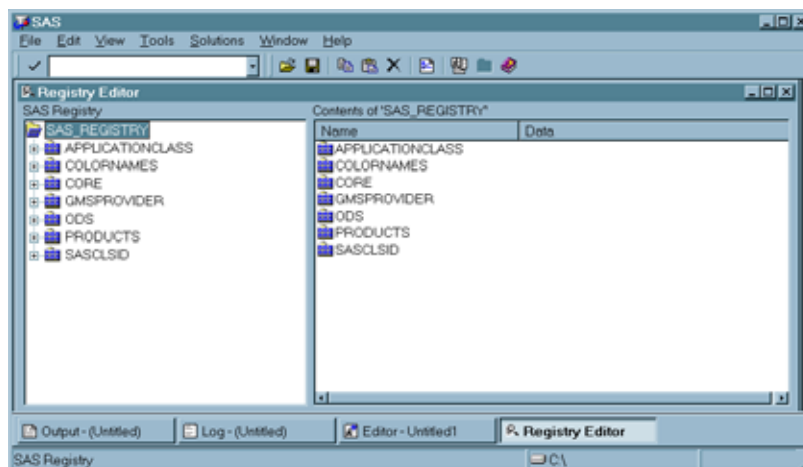 SAS
File Edit View Tools Solutions Window Help
Registry Editor
SAS Registry
Contents of 'SAS_REGISTRY'
SAS_REGISTRY
APPLICATIONCLASS
COLORNAMES
CORE
GMSPROVIDER
ODS
PRODUCTS
SASCLSID
Name Data
APPLICATIONCLASS
COLORNAMES
CORE
GMSPROVIDER
ODS
PRODUCTS
SASCLSID
Output - (Untitled) Log - (Untitled) Editor - Untitled1 Registry Editor
SAS Registry C:\